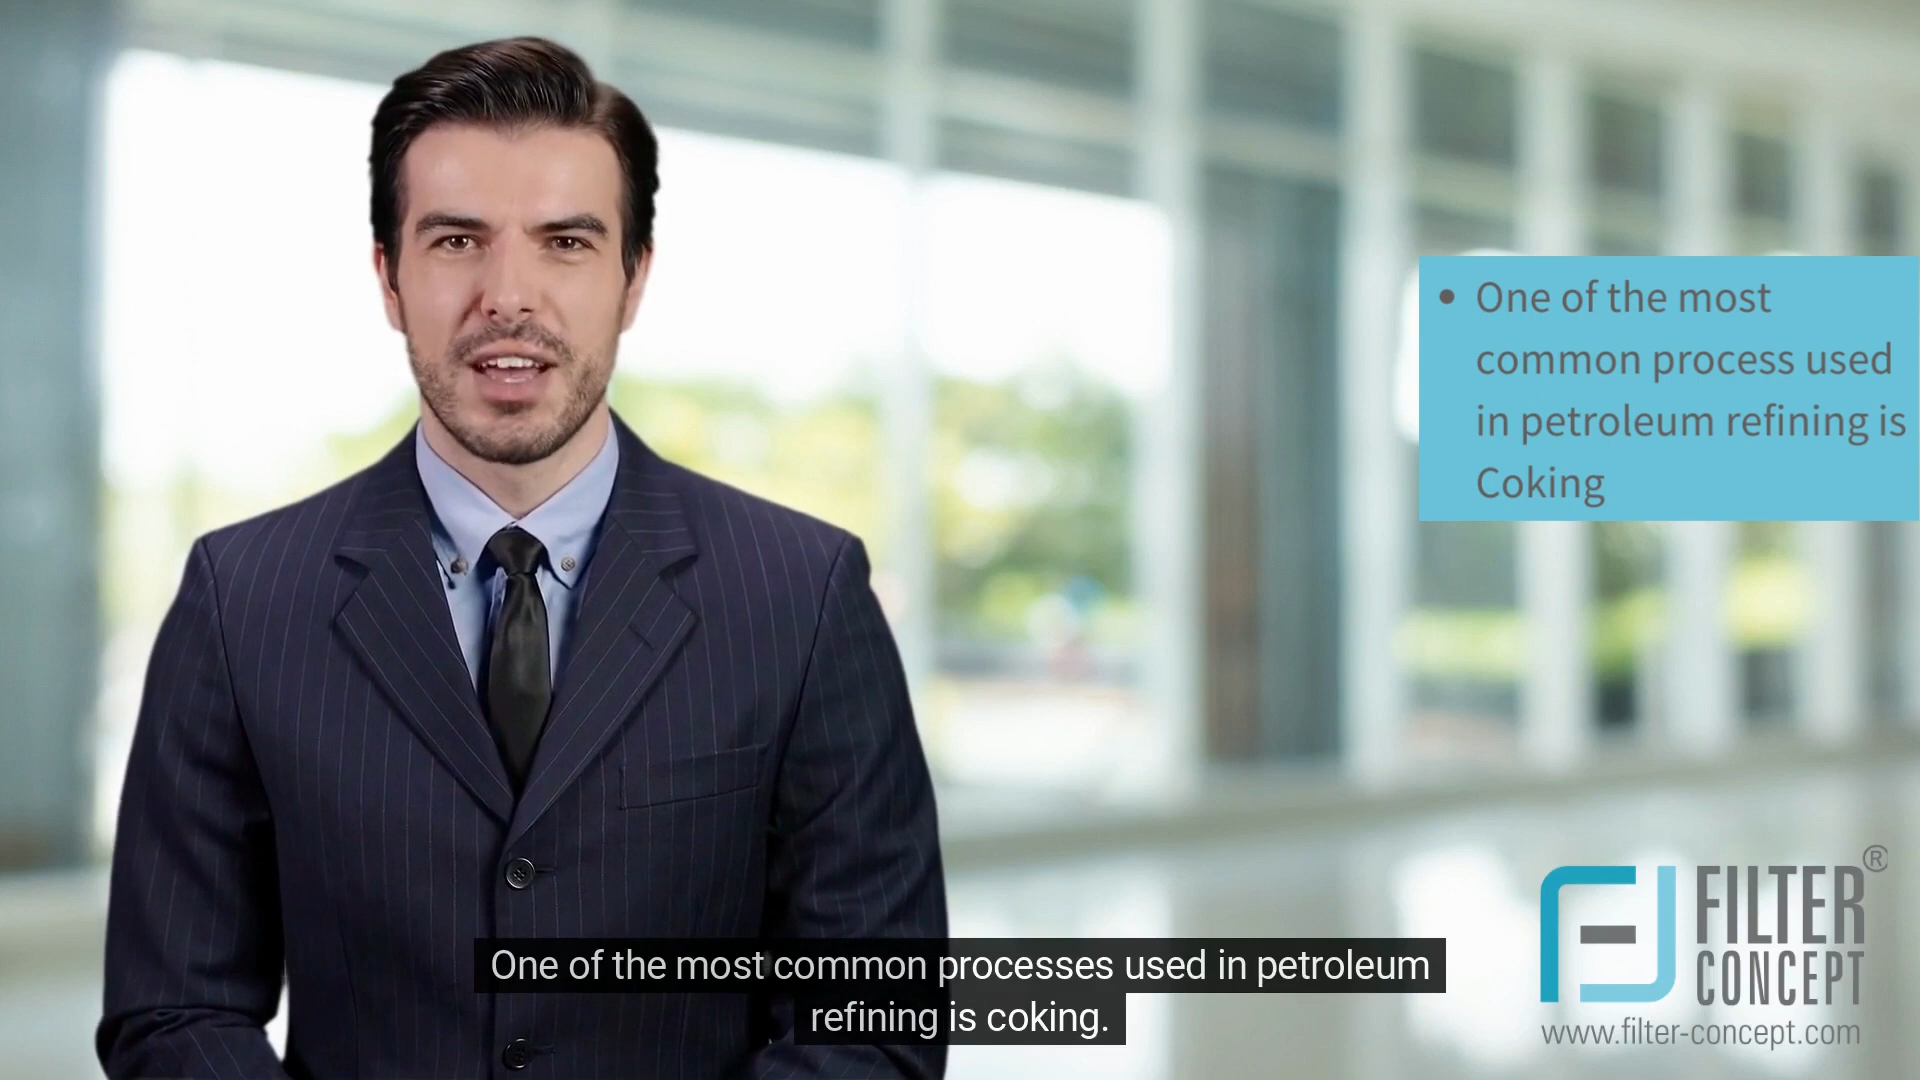 • One of the most
common process used
in petroleum refining is
Coking
FILTER®
CONCEPT
www.filter-concept.com
One of the most common processes used in petroleum
refining is coking.